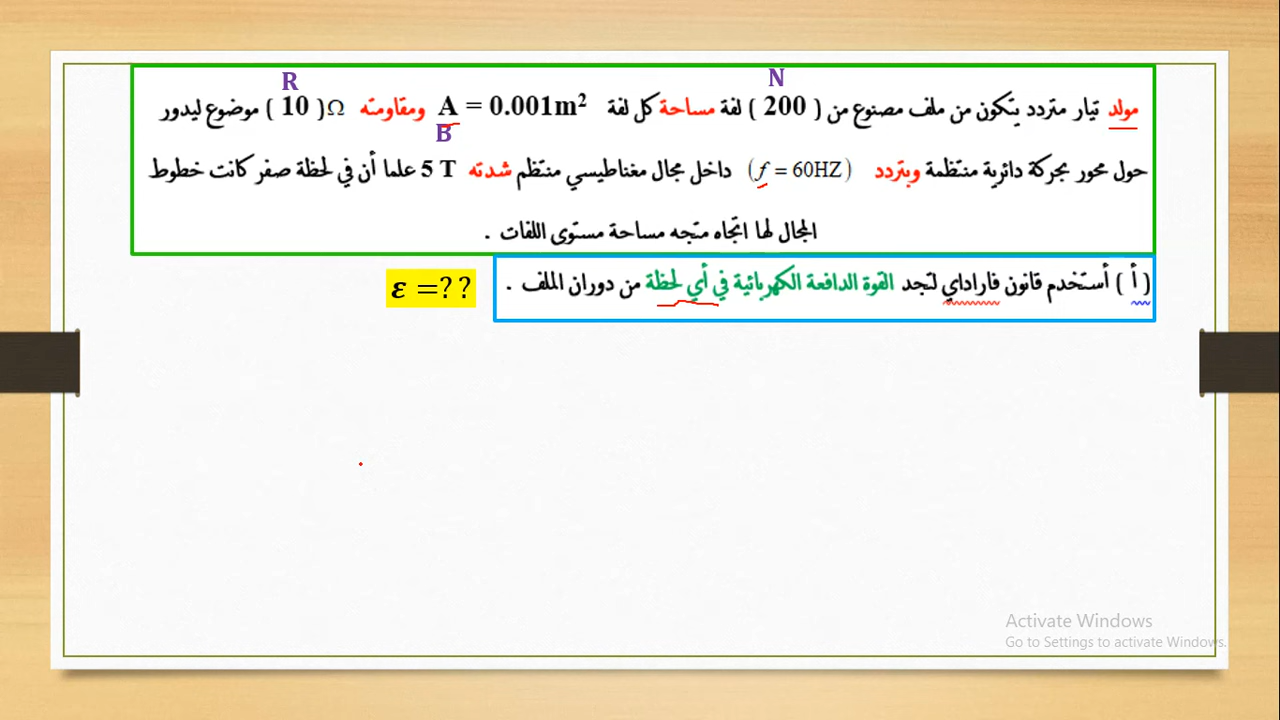 R
N
مولد تيار متردد يتكون من ملف مصنوع من ( 200 ) لفة مساحة كل لفة A = 0.001m² ومقاومته Ω( 10 ) موضوع ليدور
B
حول محور بحركة دائرية منتظمة وبتردد (f = 60HZ) داخل مجال مغناطيسي منتظم شدته 5 T علما أن في لحظة صفر كانت خطوط
المجال لها اتجاه متجه مساحة مستوى اللفات .
( أ ) أستخدم قانون فاراداي لتجد القوة الدافعة الكهربائية في أي لحظة من دوران الملف .
ε =??
Activate Windows
Go to Settings to activate Windows.